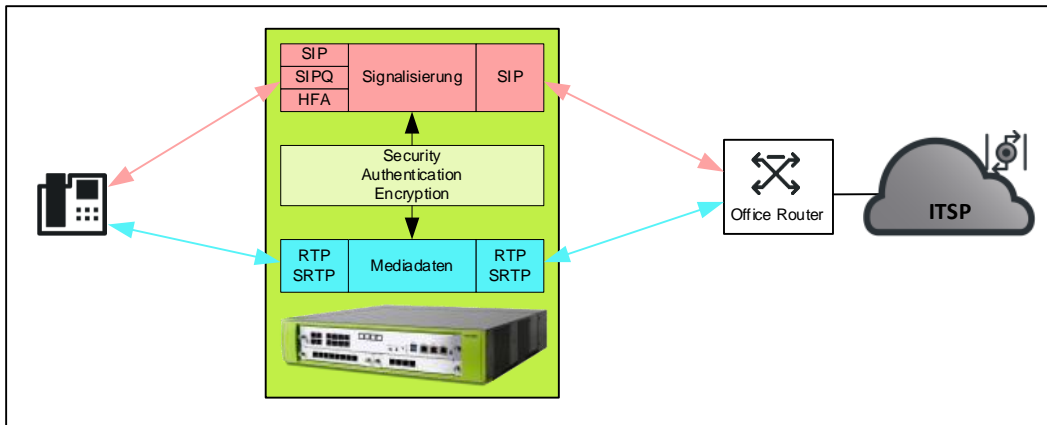 SIP
SIPQ
HFA
Signalisierung
SIP
Security
Authentication
Encryption
RTP
SRTP
Mediadaten
RTP
SRTP
Office Router
ITSP